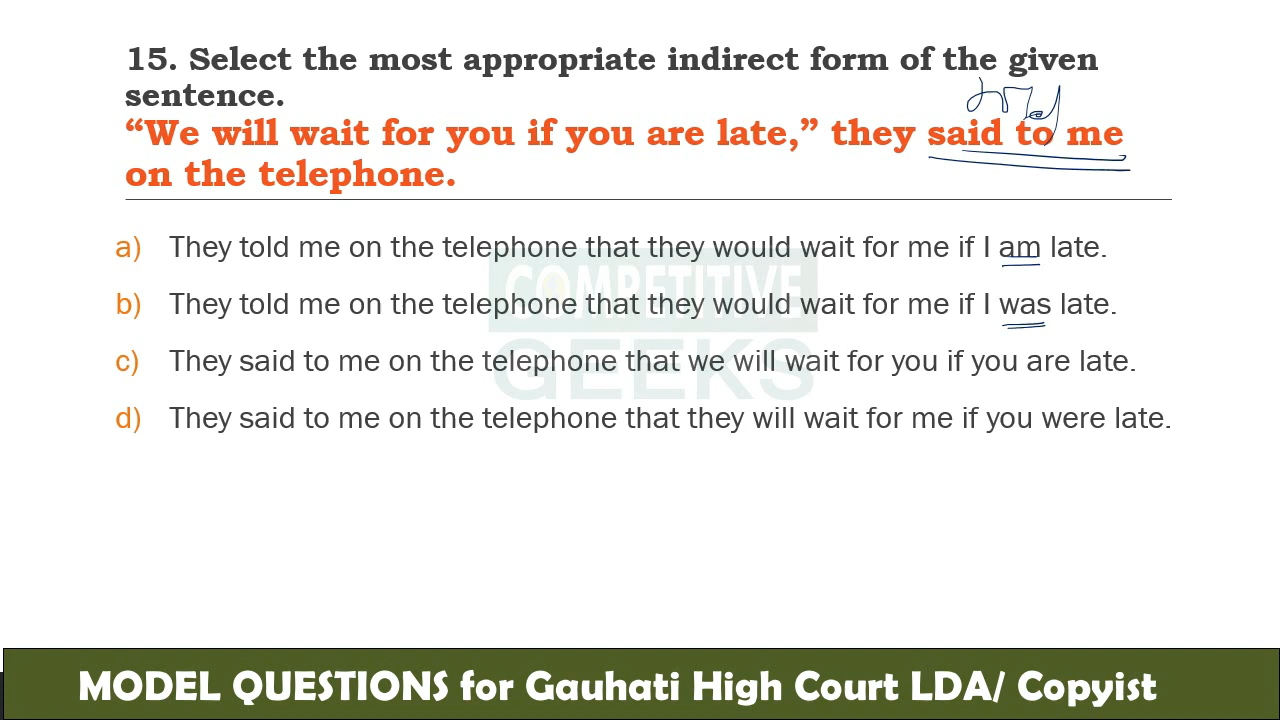 15. Select the most appropriate indirect form of the given
sentence.
told
“We will wait for you if you are late,” they said to me
on the telephone.
a) They told me on the telephone that they would wait for me if I am late.
b) They told me on the telephone that they would wait for me if I was late.
c) They said to me on the telephone that we will wait for you if you are late.
d) They said to me on the telephone that they will wait for me if you were late.
COMPETITIVE
GEEKS
MODEL QUESTIONS for Gauhati High Court LDA/ Copyist